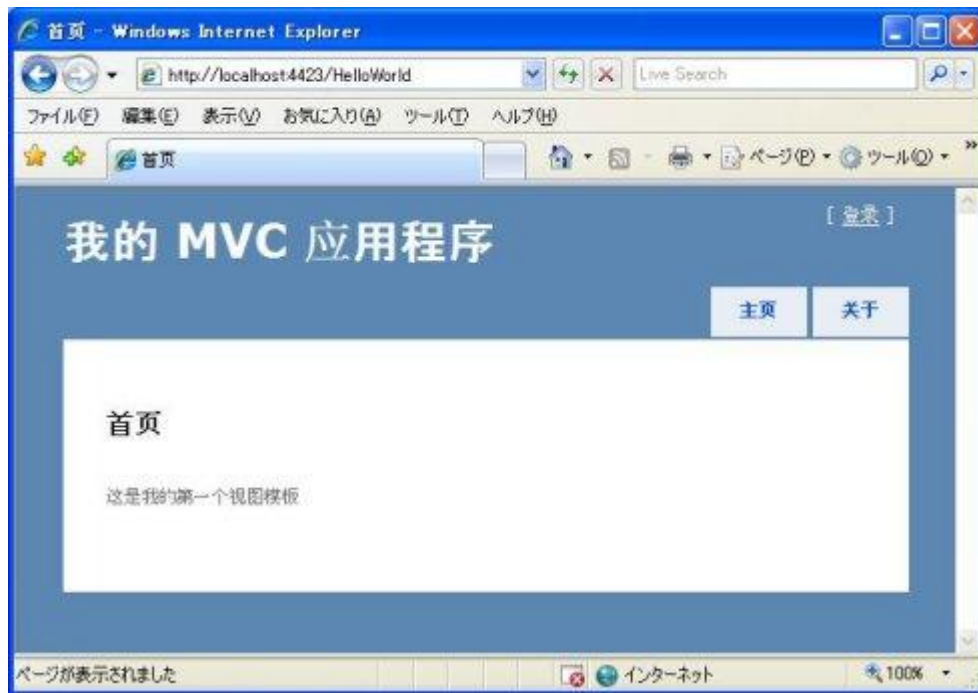 首页 - Windows Internet Explorer
http://localhost:4423/HelloWorld
Live Search
ファイル(F) 編集(E) 表示(V) お気に入り(A) ツール(T) ヘルプ(H)
首页
ページ(P) ツール(O)
[ 登录 ]
我的 MVC 应用程序
主页 关于
首页
这是我的第一个视图模板
ページが表示されました インターネット 100%